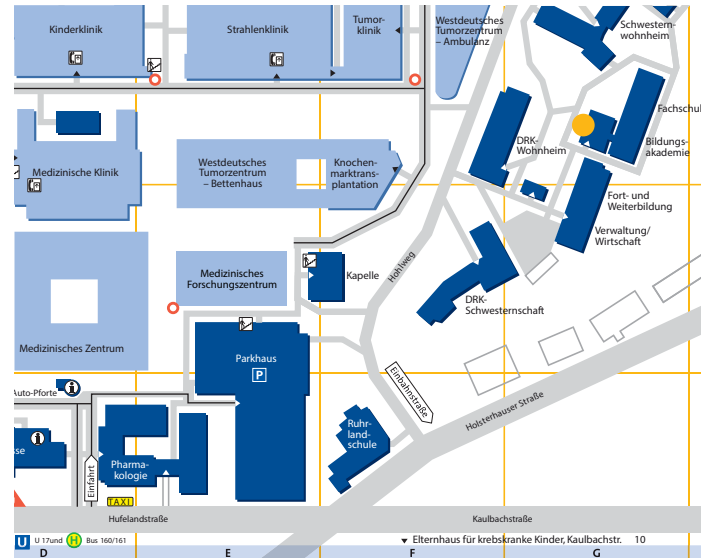 Kinderklinik
Strahlenklinik
Tumor-
klinik
Westdeutsches
Tumorzentrum
– Ambulanz
Schwestern-
wohnheim
Fachschul
Bildungs-
akademie
DRK-
Wohnheim
Medizinische Klinik
Westdeutsches
Tumorzentrum
– Bettenhaus
Knochen-
marktrans-
plantation
Fort- und
Weiterbildung
Verwaltung/
Wirtschaft
Hohlweg
Medizinisches
Forschungszentrum
Kapelle
DRK-
Schwesternschaft
Medizinisches Zentrum
Parkhaus
P
Auto-Pforte
i
Einbahnstraße
Holsterhauser Straße
Ruhr-
land-
schule
sse
i
Pharma-
kologie
Einfahrt
TAXI
Hufelandstraße
Kaulbachstraße
U U 17und H Bus 160/161
Elternhaus für krebskranke Kinder, Kaulbachstr. 10
D E F G